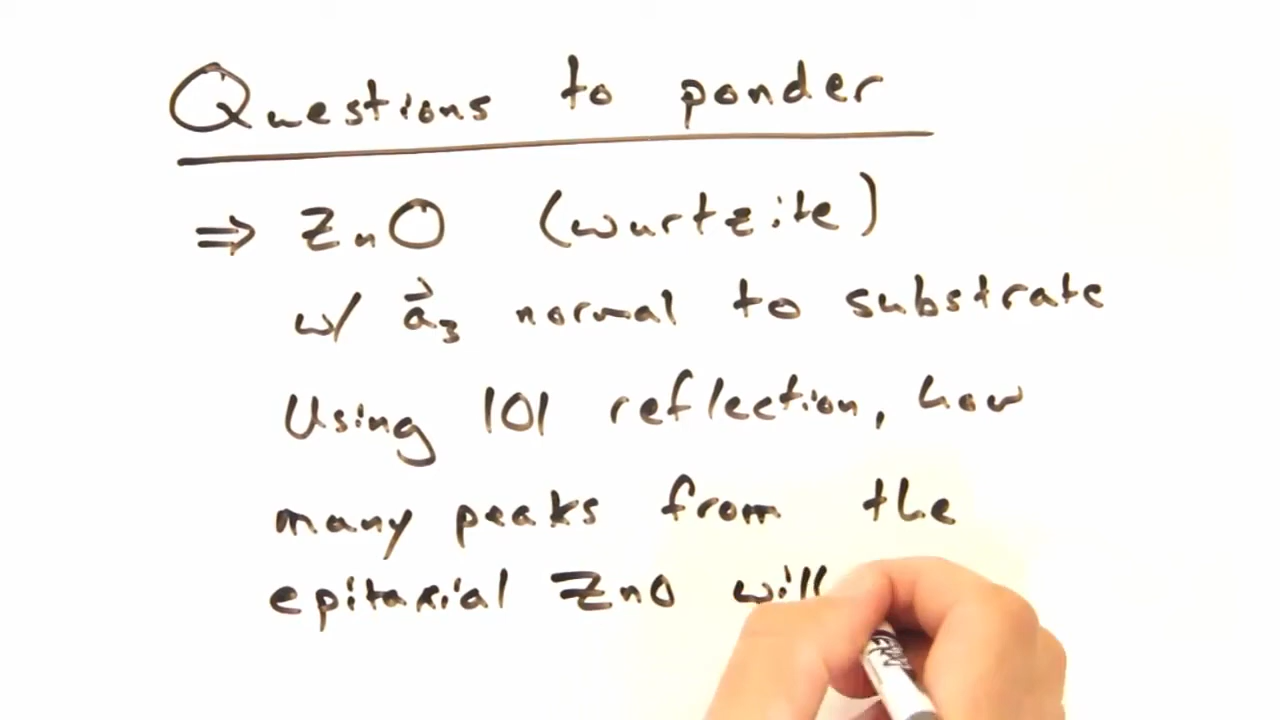 Questions to ponder
⇒ ZnO (wurtzite)
w/ a⃗₃ normal to substrate
Using 101 reflection, how
many peaks from the
epitaxial ZnO will